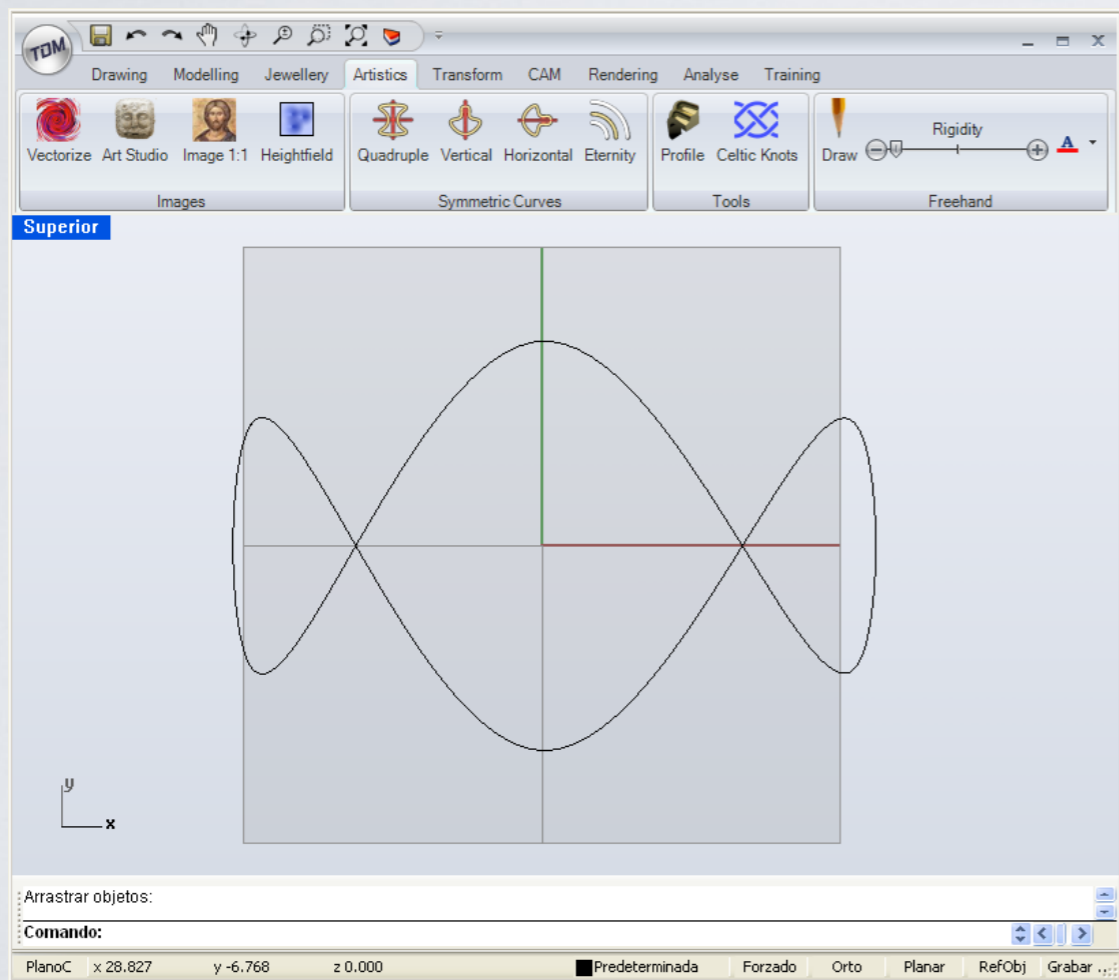 TDM
Drawing Modelling Jewellery Artistics Transform CAM Rendering Analyse Training
Rigidity
Vectorize Art Studio Image 1:1 Heightfield Quadruple Vertical Horizontal Eternity Profile Celtic Knots Draw A
Images Symmetric Curves Tools Freehand
Superior
y
x
Arrastrar objetos:
Comando:
PlanoC x 28.827 y -6.768 z 0.000 Predeterminada Forzado Orto Planar RefObj Grabar ...